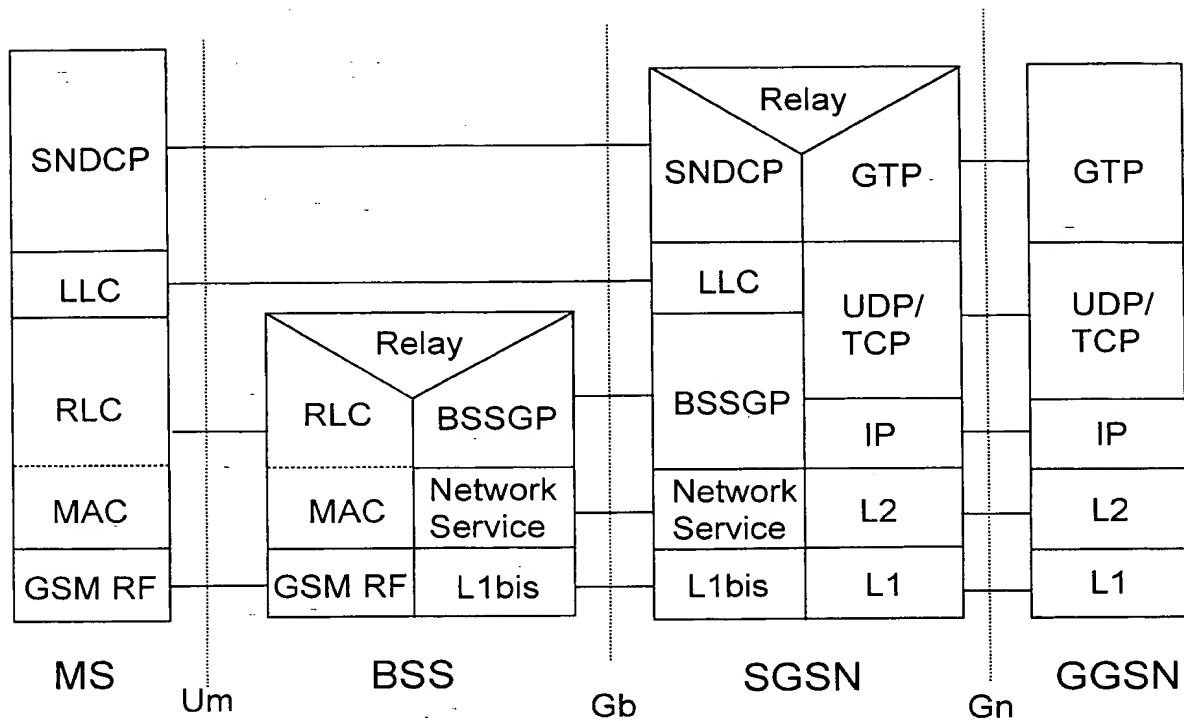 SNDCP
LLC
RLC
MAC
GSM RF
MS
Um
Relay
RLC
BSSGP
MAC
Network
Service
GSM RF
L1bis
BSS
Gb
Relay
SNDCP
GTP
LLC
UDP/
TCP
BSSGP
IP
Network
Service
L2
L1bis
L1
SGSN
Gn
GTP
UDP/
TCP
IP
L2
L1
GGSN